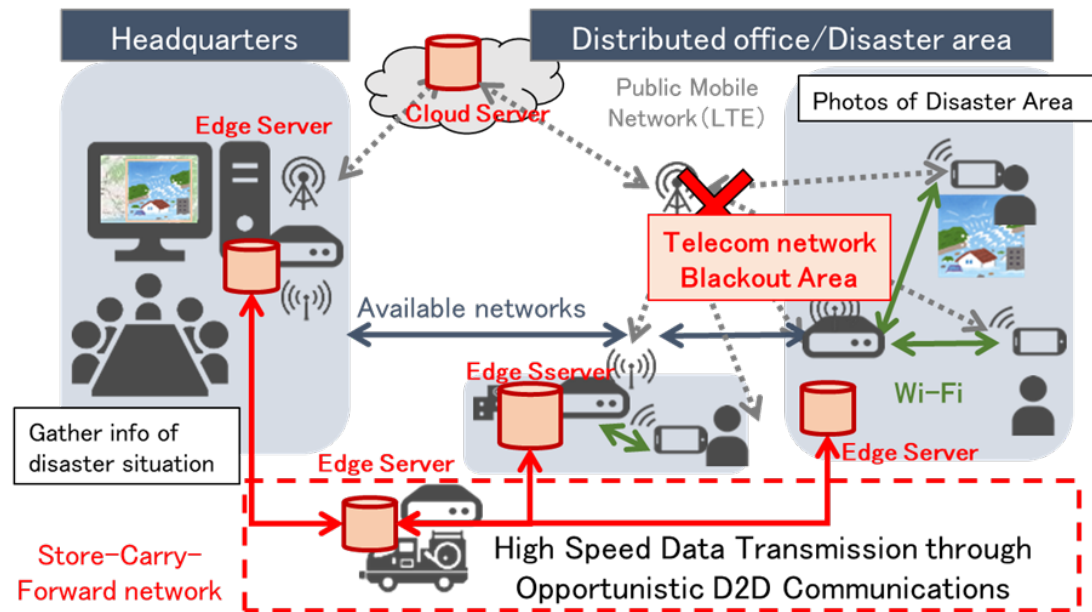 Headquarters
Distributed office/Disaster area
Cloud Server
Public Mobile
Network(LTE)
Photos of Disaster Area
Edge Server
Telecom network
Blackout Area
Available networks
Edge Sserver
Wi-Fi
Gather info of
disaster situation
Edge Server
Edge Server
Store-Carry-
Forward network
High Speed Data Transmission through
Opportunistic D2D Communications